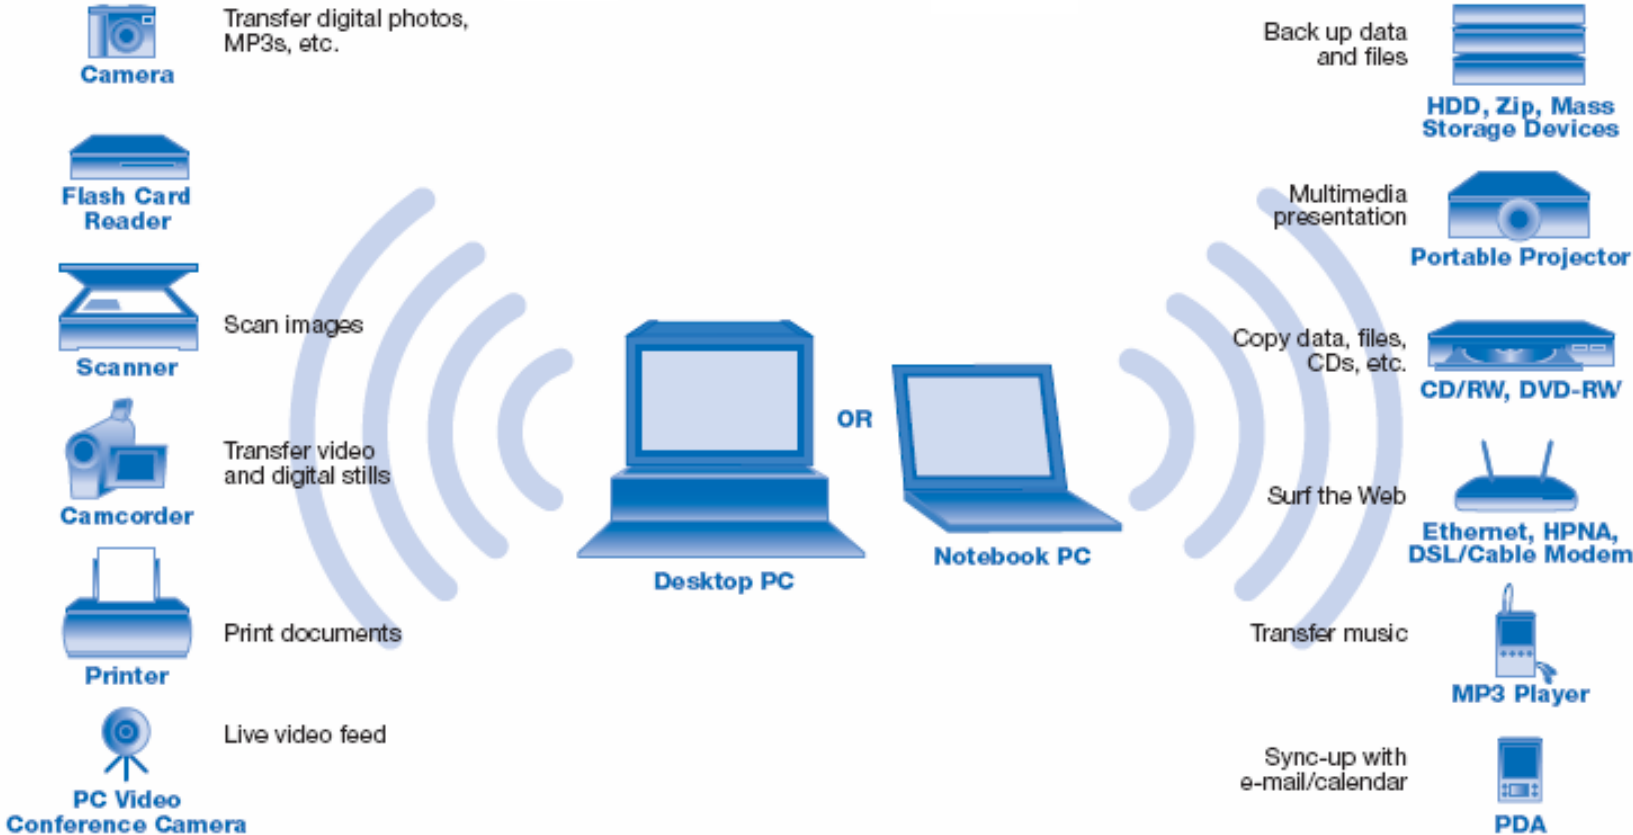 Transfer digital photos,
MP3s, etc.
Camera
Flash Card
Reader
Scan images
Scanner
Transfer video
and digital stills
Camcorder
Print documents
Printer
Live video feed
PC Video
Conference Camera
Desktop PC
OR
Notebook PC
Back up data
and files
HDD, Zip, Mass
Storage Devices
Multimedia
presentation
Portable Projector
Copy data, files,
CDs, etc.
CD/RW, DVD-RW
Surf the Web
Ethernet, HPNA,
DSL/Cable Modem
Transfer music
MP3 Player
Sync-up with
e-mail/calendar
PDA